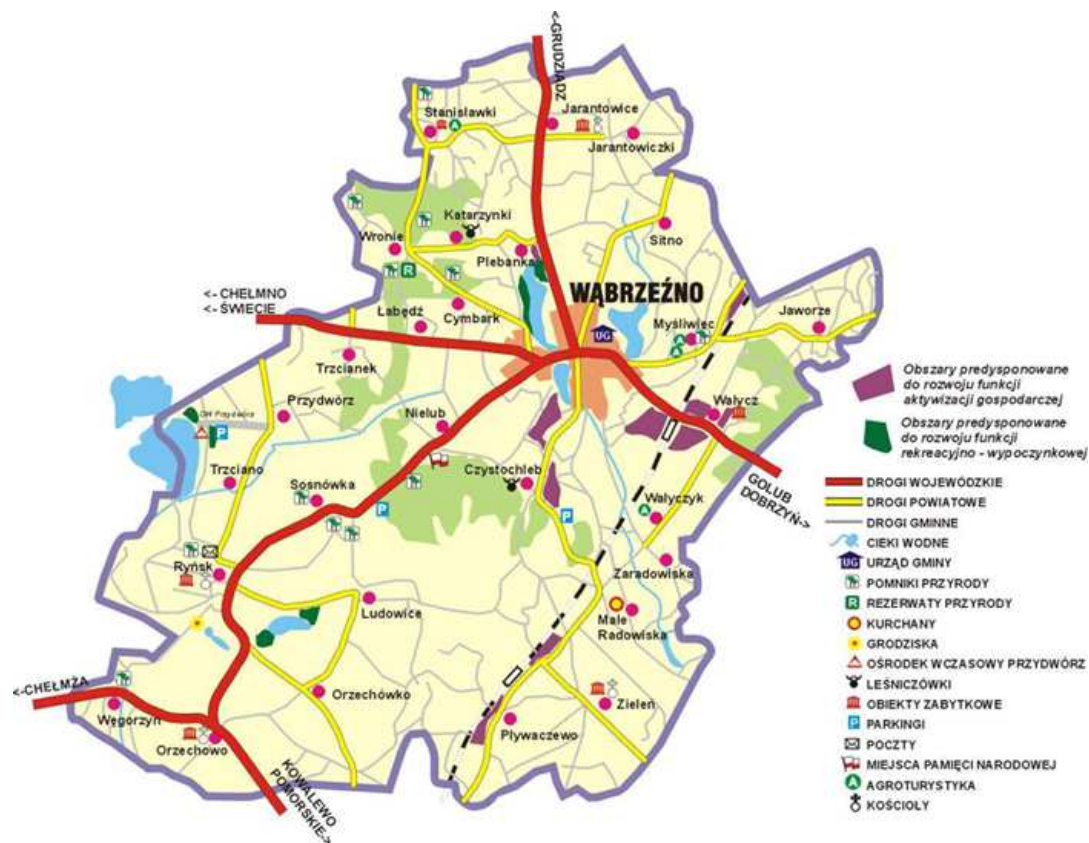 <-GRUDZIĄDZ
Stanisławki
Jarantowice
Jarantowiczki
Katarzynki
Wronie
Plebanka
Sitno
WĄBRZEŹNO
<- CHEŁMNO
<- ŚWIECIE
Łabędź
Cymbark
Myśliwiec
Jaworze
UG
Trzcianek
Przydwórz
OW Przydwórz
Nielub
Wałycz
Trzciano
Sosnówka
Czystochleb
Wałyczyk
GOLUB
DOBRZYŃ->
Ryńsk
Ludowice
Zaradowiska
Małe
Radowiska
<-CHEŁMŻA
Węgorzyn
Orzechówko
Orzechowo
Zieleń
Pływaczewo
KOWALEWO
POMORSKIE->
Obszary predysponowane
do rozwoju funkcji
aktywizacji gospodarczej
Obszary predysponowane
do rozwoju funkcji
rekreacyjno - wypoczynkowej
DROGI WOJEWÓDZKIE
DROGI POWIATOWE
DROGI GMINNE
CIEKI WODNE
UG URZĄD GMINY
POMNIKI PRZYRODY
R REZERWATY PRZYRODY
KURCHANY
GRODZISKA
OŚRODEK WCZASOWY PRZYDWÓRZ
LEŚNICZÓWKI
OBIEKTY ZABYTKOWE
P PARKINGI
POCZTY
MIEJSCA PAMIĘCI NARODOWEJ
A AGROTURYSTYKA
KOŚCIOŁY